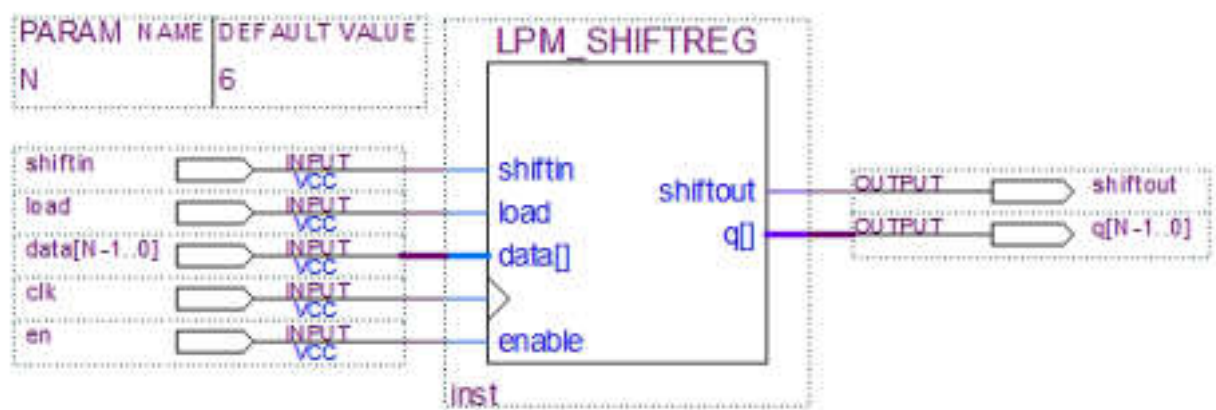 PARAM NAME DEFAULT VALUE
N 6
LPM_SHIFTREG
shiftin INPUT VCC shiftin
load INPUT VCC load
data[N-1..0] INPUT VCC data[]
clk INPUT VCC
en INPUT VCC enable
shiftout OUTPUT shiftout
q[] OUTPUT q[N-1..0]
inst